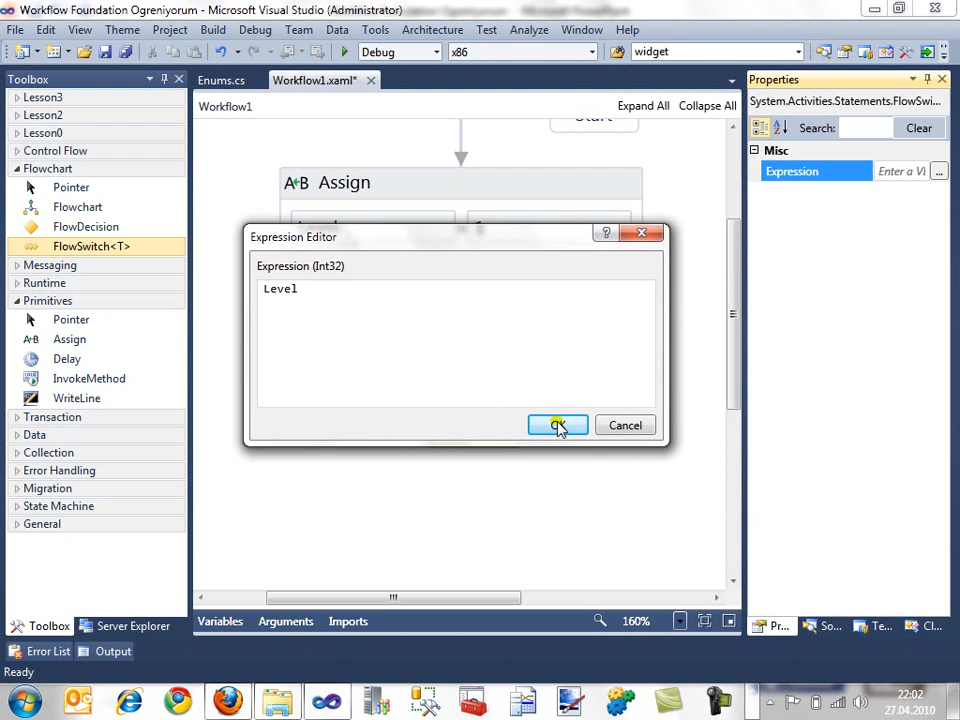 Workflow Foundation Ogreniyorum - Microsoft Visual Studio (Administrator)
File Edit View Theme Project Build Debug Team Data Tools Architecture Test Analyze Window Help
Debug x86 widget
Toolbox
Lesson3
Lesson2
Lesson0
Control Flow
Flowchart
Pointer
Flowchart
FlowDecision
FlowSwitch<T>
Messaging
Runtime
Primitives
Pointer
Assign
Delay
InvokeMethod
WriteLine
Transaction
Data
Collection
Error Handling
Migration
State Machine
General
Toolbox Server Explorer
Enums.cs Workflow1.xaml*
Workflow1 Expand All Collapse All
Start
A+B Assign
Expression Editor
Expression (Int32)
Level
OK Cancel
Variables Arguments Imports 160%
Properties
System.Activities.Statements.FlowSwi...
Search: Clear
Misc
Expression Enter a VI ...
Pr... So... Te... Cl...
Error List Output
Ready
22:02
27.04.2010